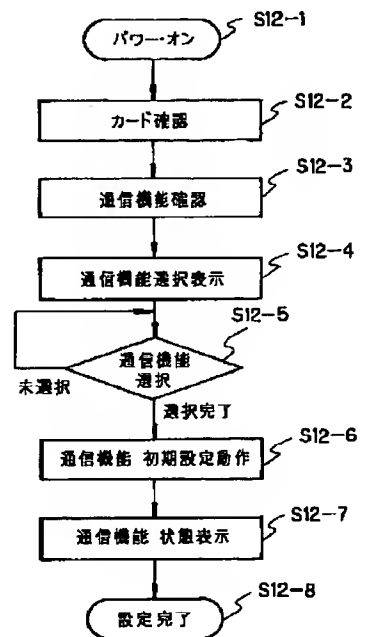 S12-1
パワー・オン
S12-2
カード確認
S12-3
通信機能確認
S12-4
通信機能選択表示
S12-5
通信機能
選択
未選択
選択完了
S12-6
通信機能 初期設定動作
S12-7
通信機能 状態表示
S12-8
設定完了